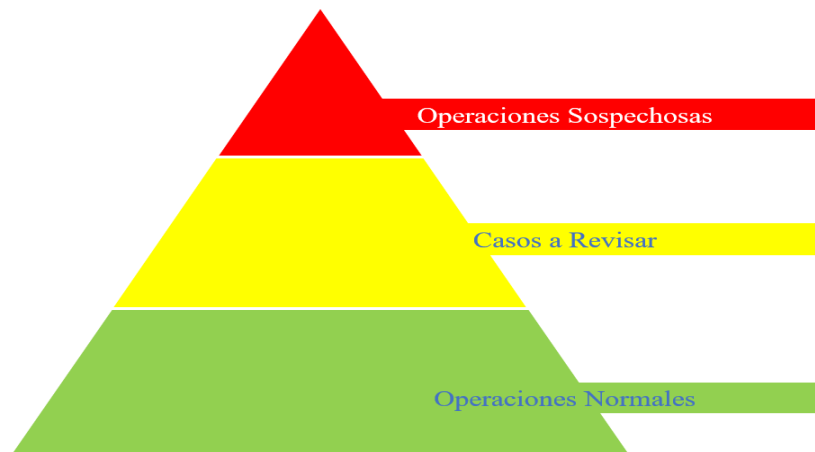 Operaciones Sospechosas
Casos a Revisar
Operaciones Normales